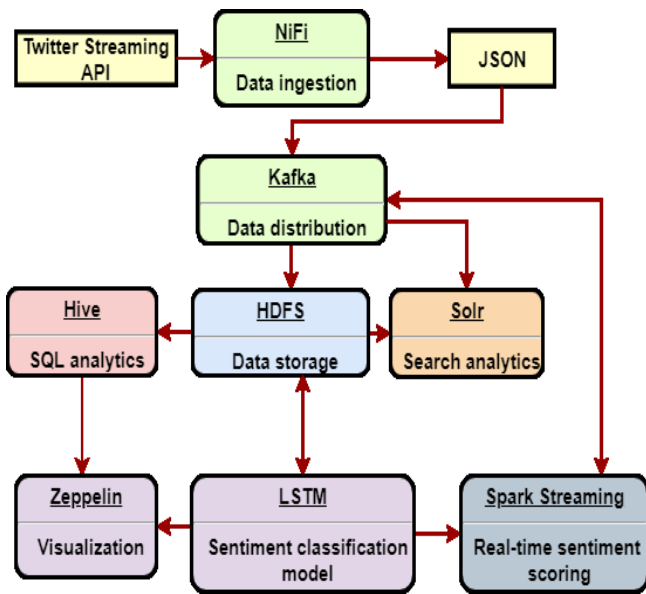 Twitter Streaming
API
NiFi
Data ingestion
JSON
Kafka
Data distribution
Hive
SQL analytics
HDFS
Data storage
Solr
Search analytics
Zeppelin
Visualization
LSTM
Sentiment classification
model
Spark Streaming
Real-time sentiment
scoring